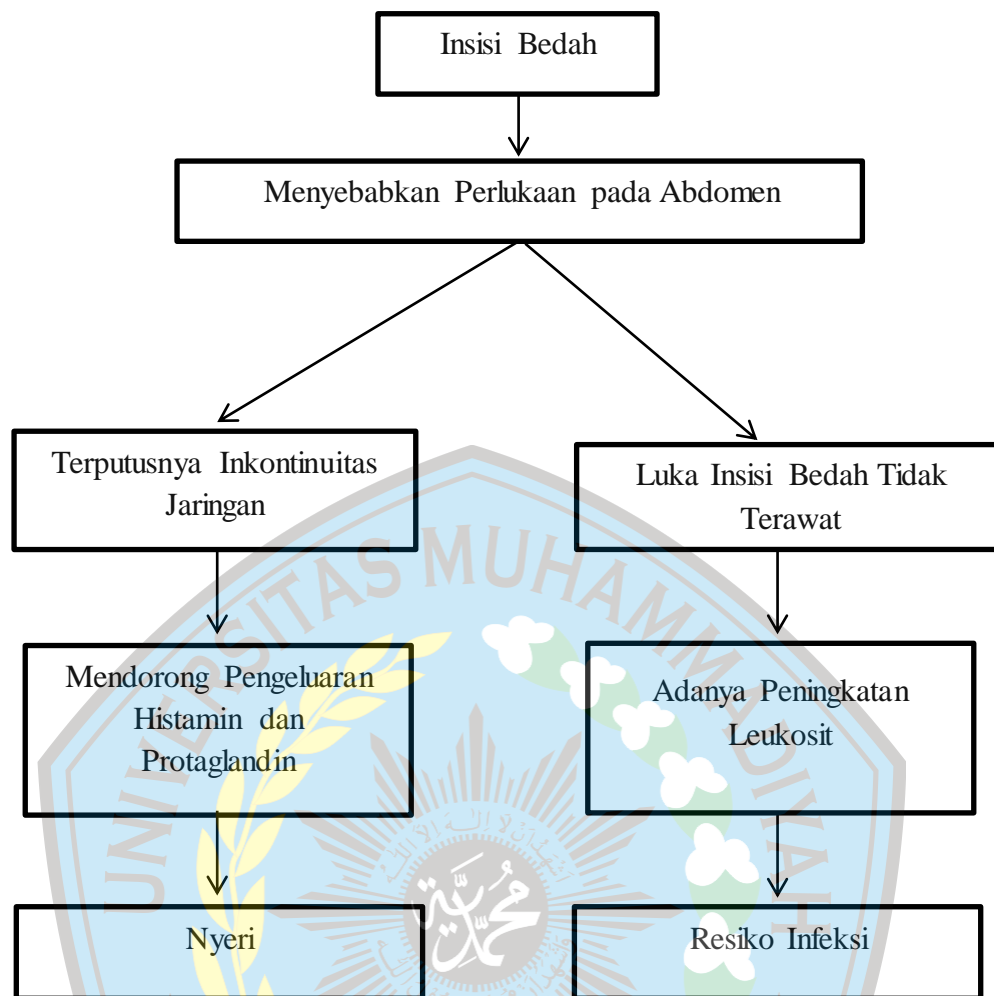 Insisi Bedah
Menyebabkan Perlukaan pada Abdomen
Terputusnya Inkontinuitas
Jaringan
Luka Insisi Bedah Tidak
Terawat
Mendorong Pengeluaran
Histamin dan
Protaglandin
Adanya Peningkatan
Leukosit
Nyeri
Resiko Infeksi
UNIVERSITAS MUHAMMADIYAH
محمد